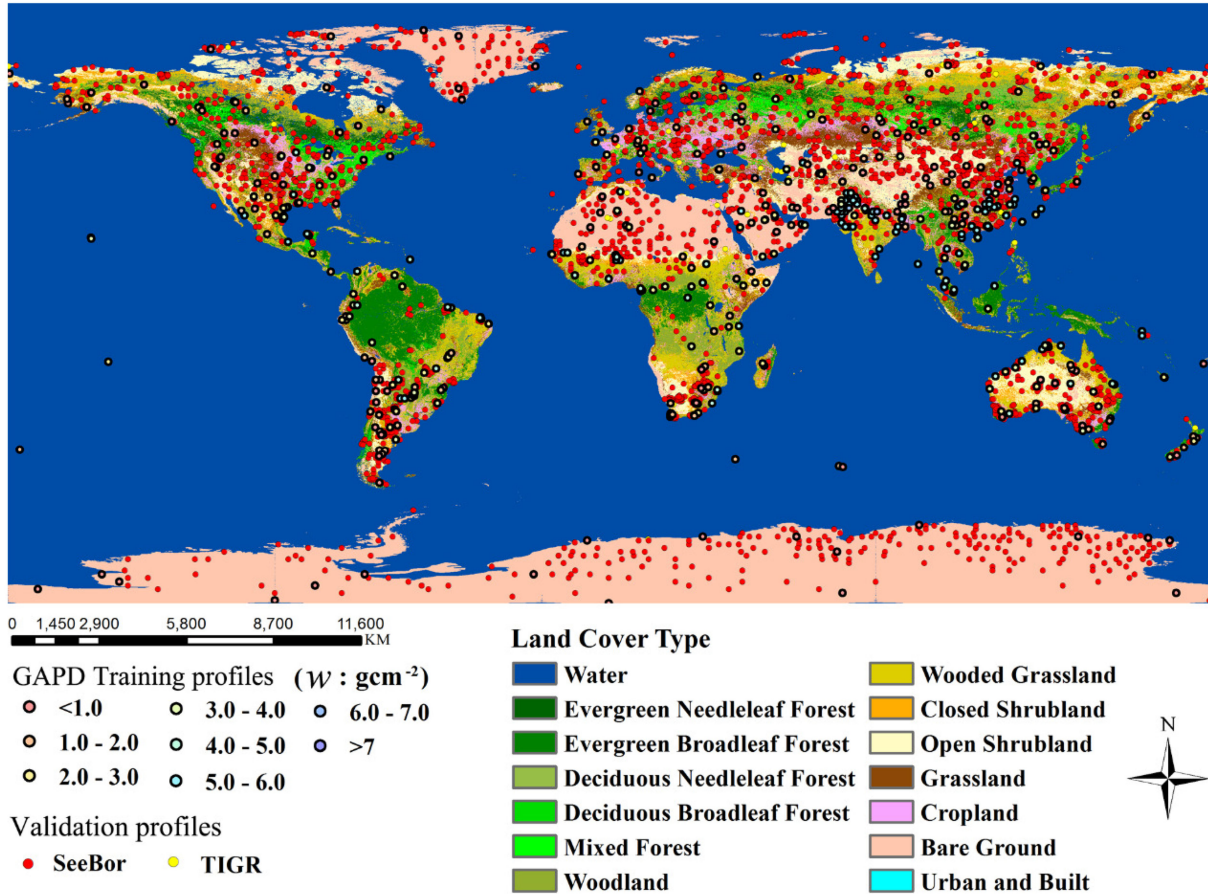 0 1,450 2,900 5,800 8,700 11,600
KM
GAPD Training profiles (w : gcm-2)
<1.0
1.0 - 2.0
2.0 - 3.0
3.0 - 4.0
4.0 - 5.0
5.0 - 6.0
6.0 - 7.0
>7
Validation profiles
SeeBor
TIGR
Land Cover Type
Water
Evergreen Needleleaf Forest
Evergreen Broadleaf Forest
Deciduous Needleleaf Forest
Deciduous Broadleaf Forest
Mixed Forest
Woodland
Wooded Grassland
Closed Shrubland
Open Shrubland
Grassland
Cropland
Bare Ground
Urban and Built
N